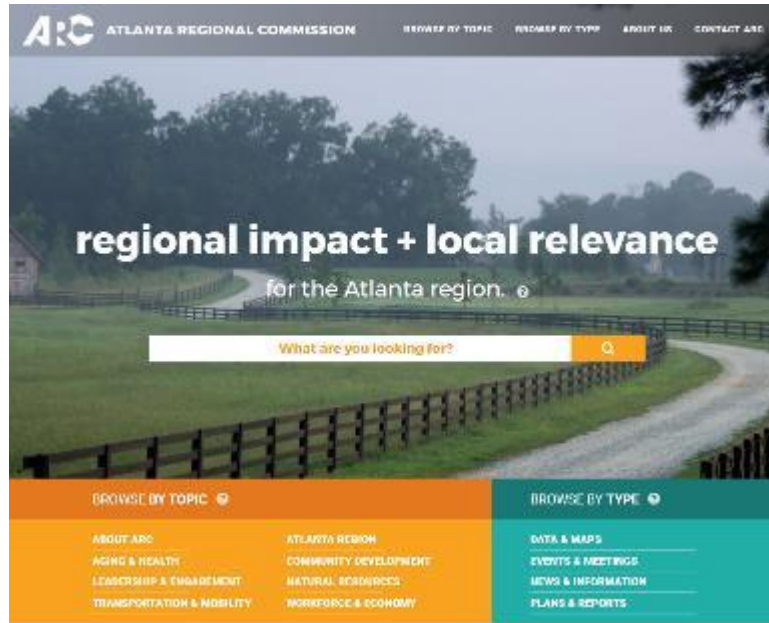 ARC ATLANTA REGIONAL COMMISSION BROWSE BY TOPIC BROWSE BY TYPE ABOUT US CONTACT ARC
regional impact + local relevance
for the Atlanta region. ?
What are you looking for?
BROWSE BY TOPIC ? BROWSE BY TYPE ?
ABOUT ARC ATLANTA REGION DATA & MAPS
AGING & HEALTH COMMUNITY DEVELOPMENT EVENTS & MEETINGS
LEADERSHIP & ENGAGEMENT NATURAL RESOURCES NEWS & INFORMATION
TRANSPORTATION & MOBILITY WORKFORCE & ECONOMY PLANS & REPORTS